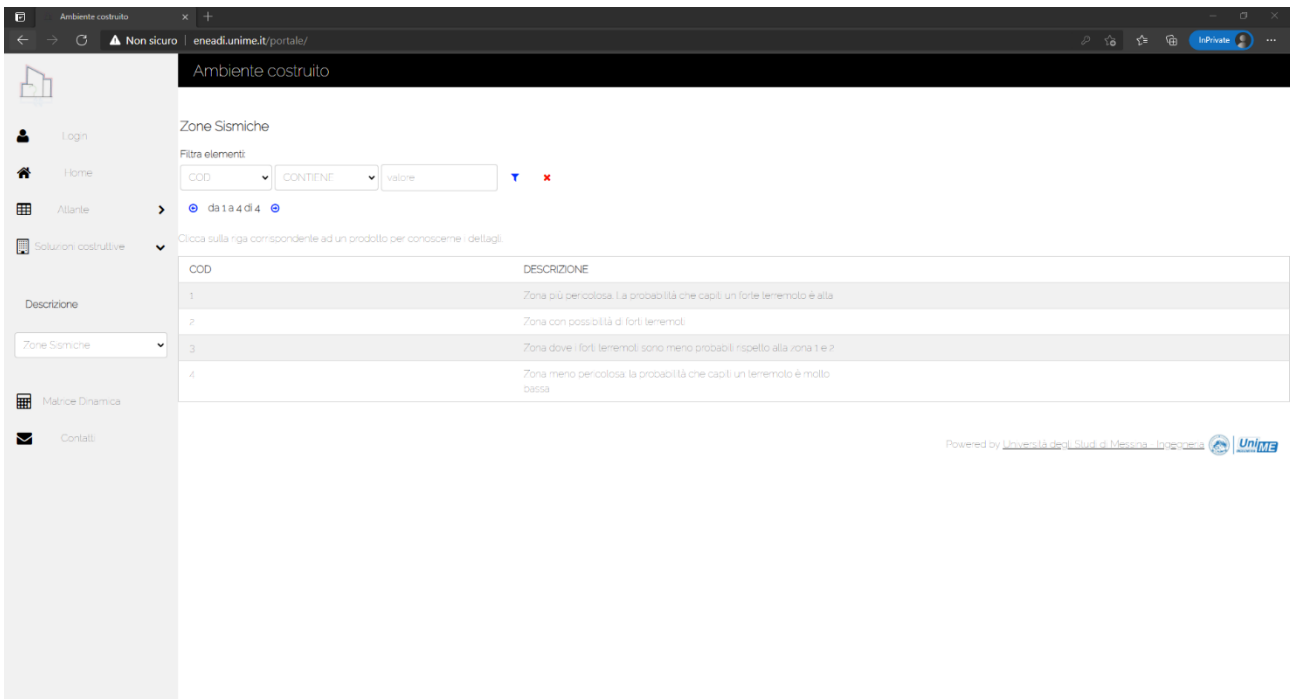 Ambiente costruito
Non sicuro eneadi.unime.it/portale/
InPrivate
Ambiente costruito
Login
Home
Atlante
Soluzioni costruttive
Descrizione
Zone Sismiche
Matrice Dinamica
Contatti
Zone Sismiche
Filtra elementi:
COD CONTIENE valore
da 1 a 4 di 4
Clicca sulla riga corrispondente ad un prodotto per conoscerne i dettagli
COD DESCRIZIONE
1 Zona più pericolosa. La probabilità che capiti un forte terremoto è alta
2 Zona con possibilità di forti terremoti
3 Zona dove i forti terremoti sono meno probabili rispetto alla zona 1 e 2
4 Zona meno pericolosa: la probabilità che capiti un terremoto è molto
bassa
Powered by Università degli Studi di Messina - Ingegneria UniME